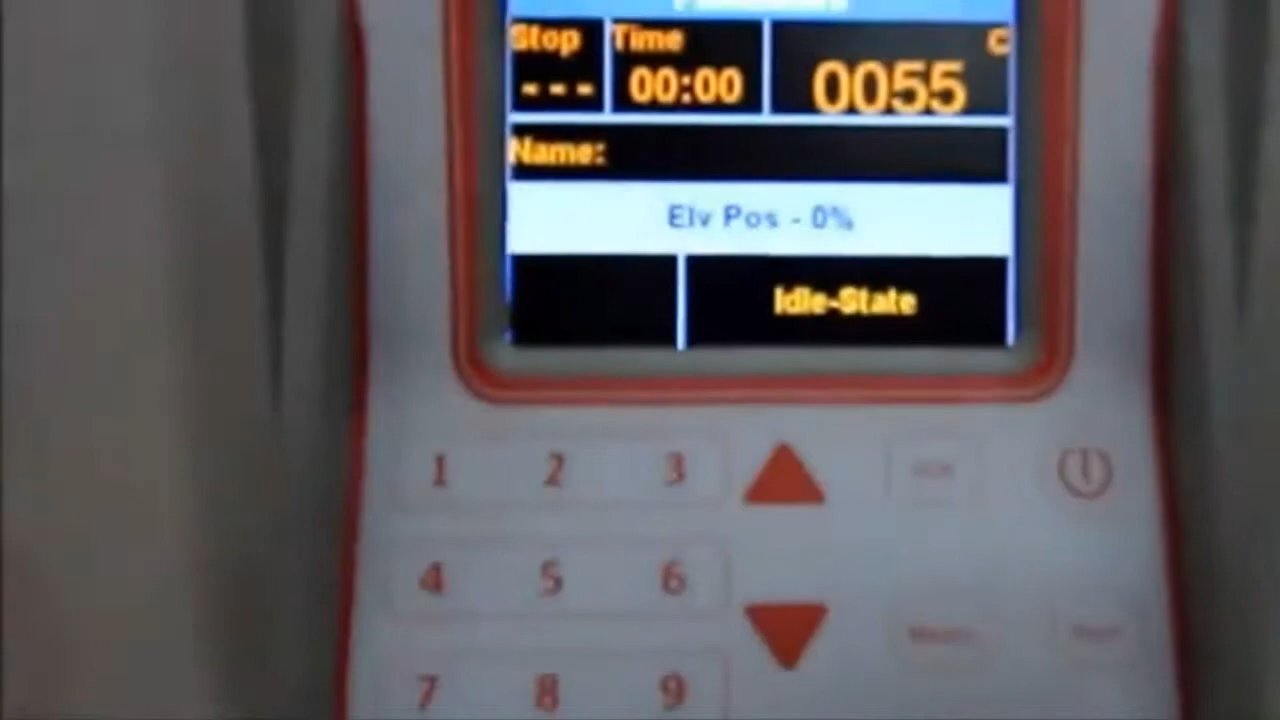 Stop Time C
--- 00:00 0055
Name:
Elv Pos - 0%
Idle-State
1 2 3
4 5 6
7 8 9